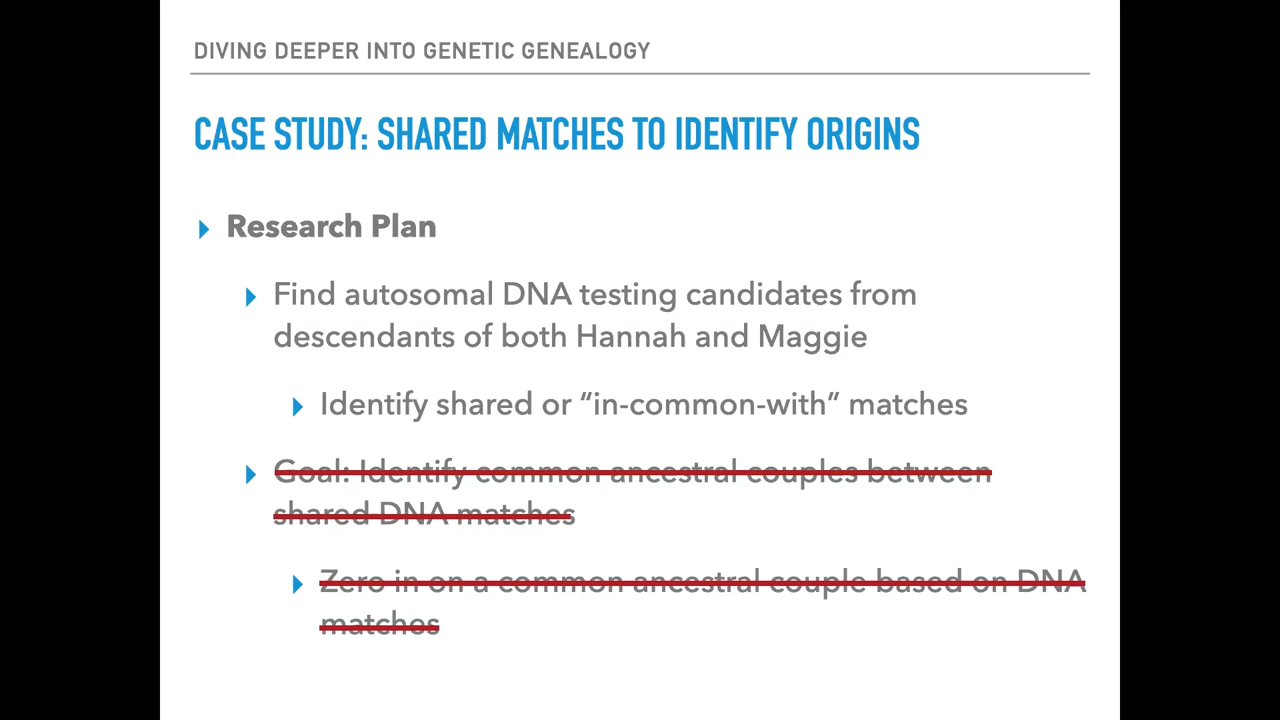 DIVING DEEPER INTO GENETIC GENEALOGY
CASE STUDY: SHARED MATCHES TO IDENTIFY ORIGINS
Research Plan
Find autosomal DNA testing candidates from
descendants of both Hannah and Maggie
Identify shared or “in-common-with” matches
Goal: Identify common ancestral couples between
shared DNA matches
Zero in on a common ancestral couple based on DNA
matches